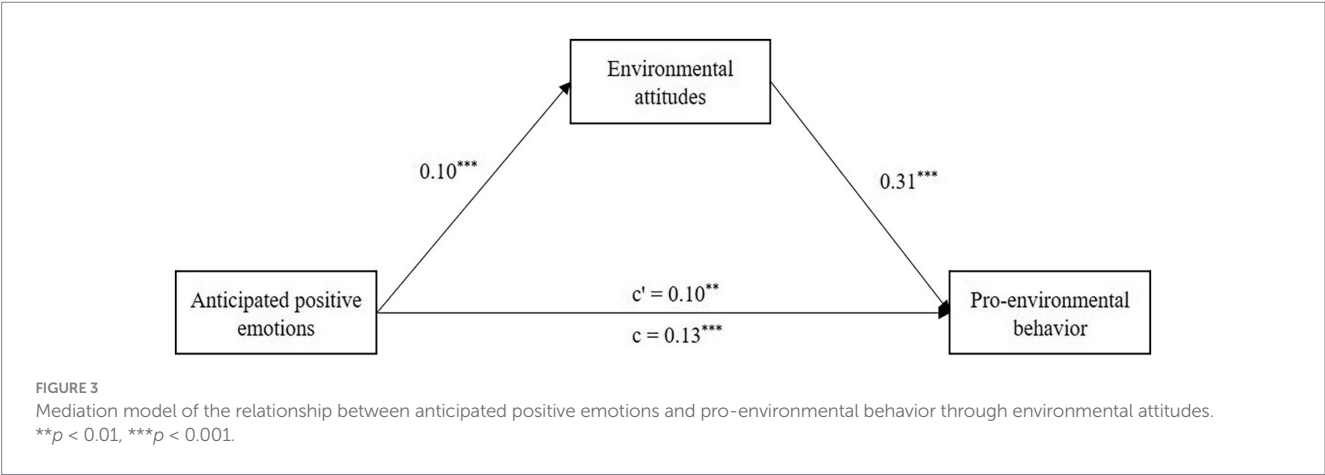 Environmental
attitudes
0.10***
0.31***
Anticipated positive
emotions
c' = 0.10**
c = 0.13***
Pro-environmental
behavior
FIGURE 3
Mediation model of the relationship between anticipated positive emotions and pro-environmental behavior through environmental attitudes.
**p < 0.01, ***p < 0.001.